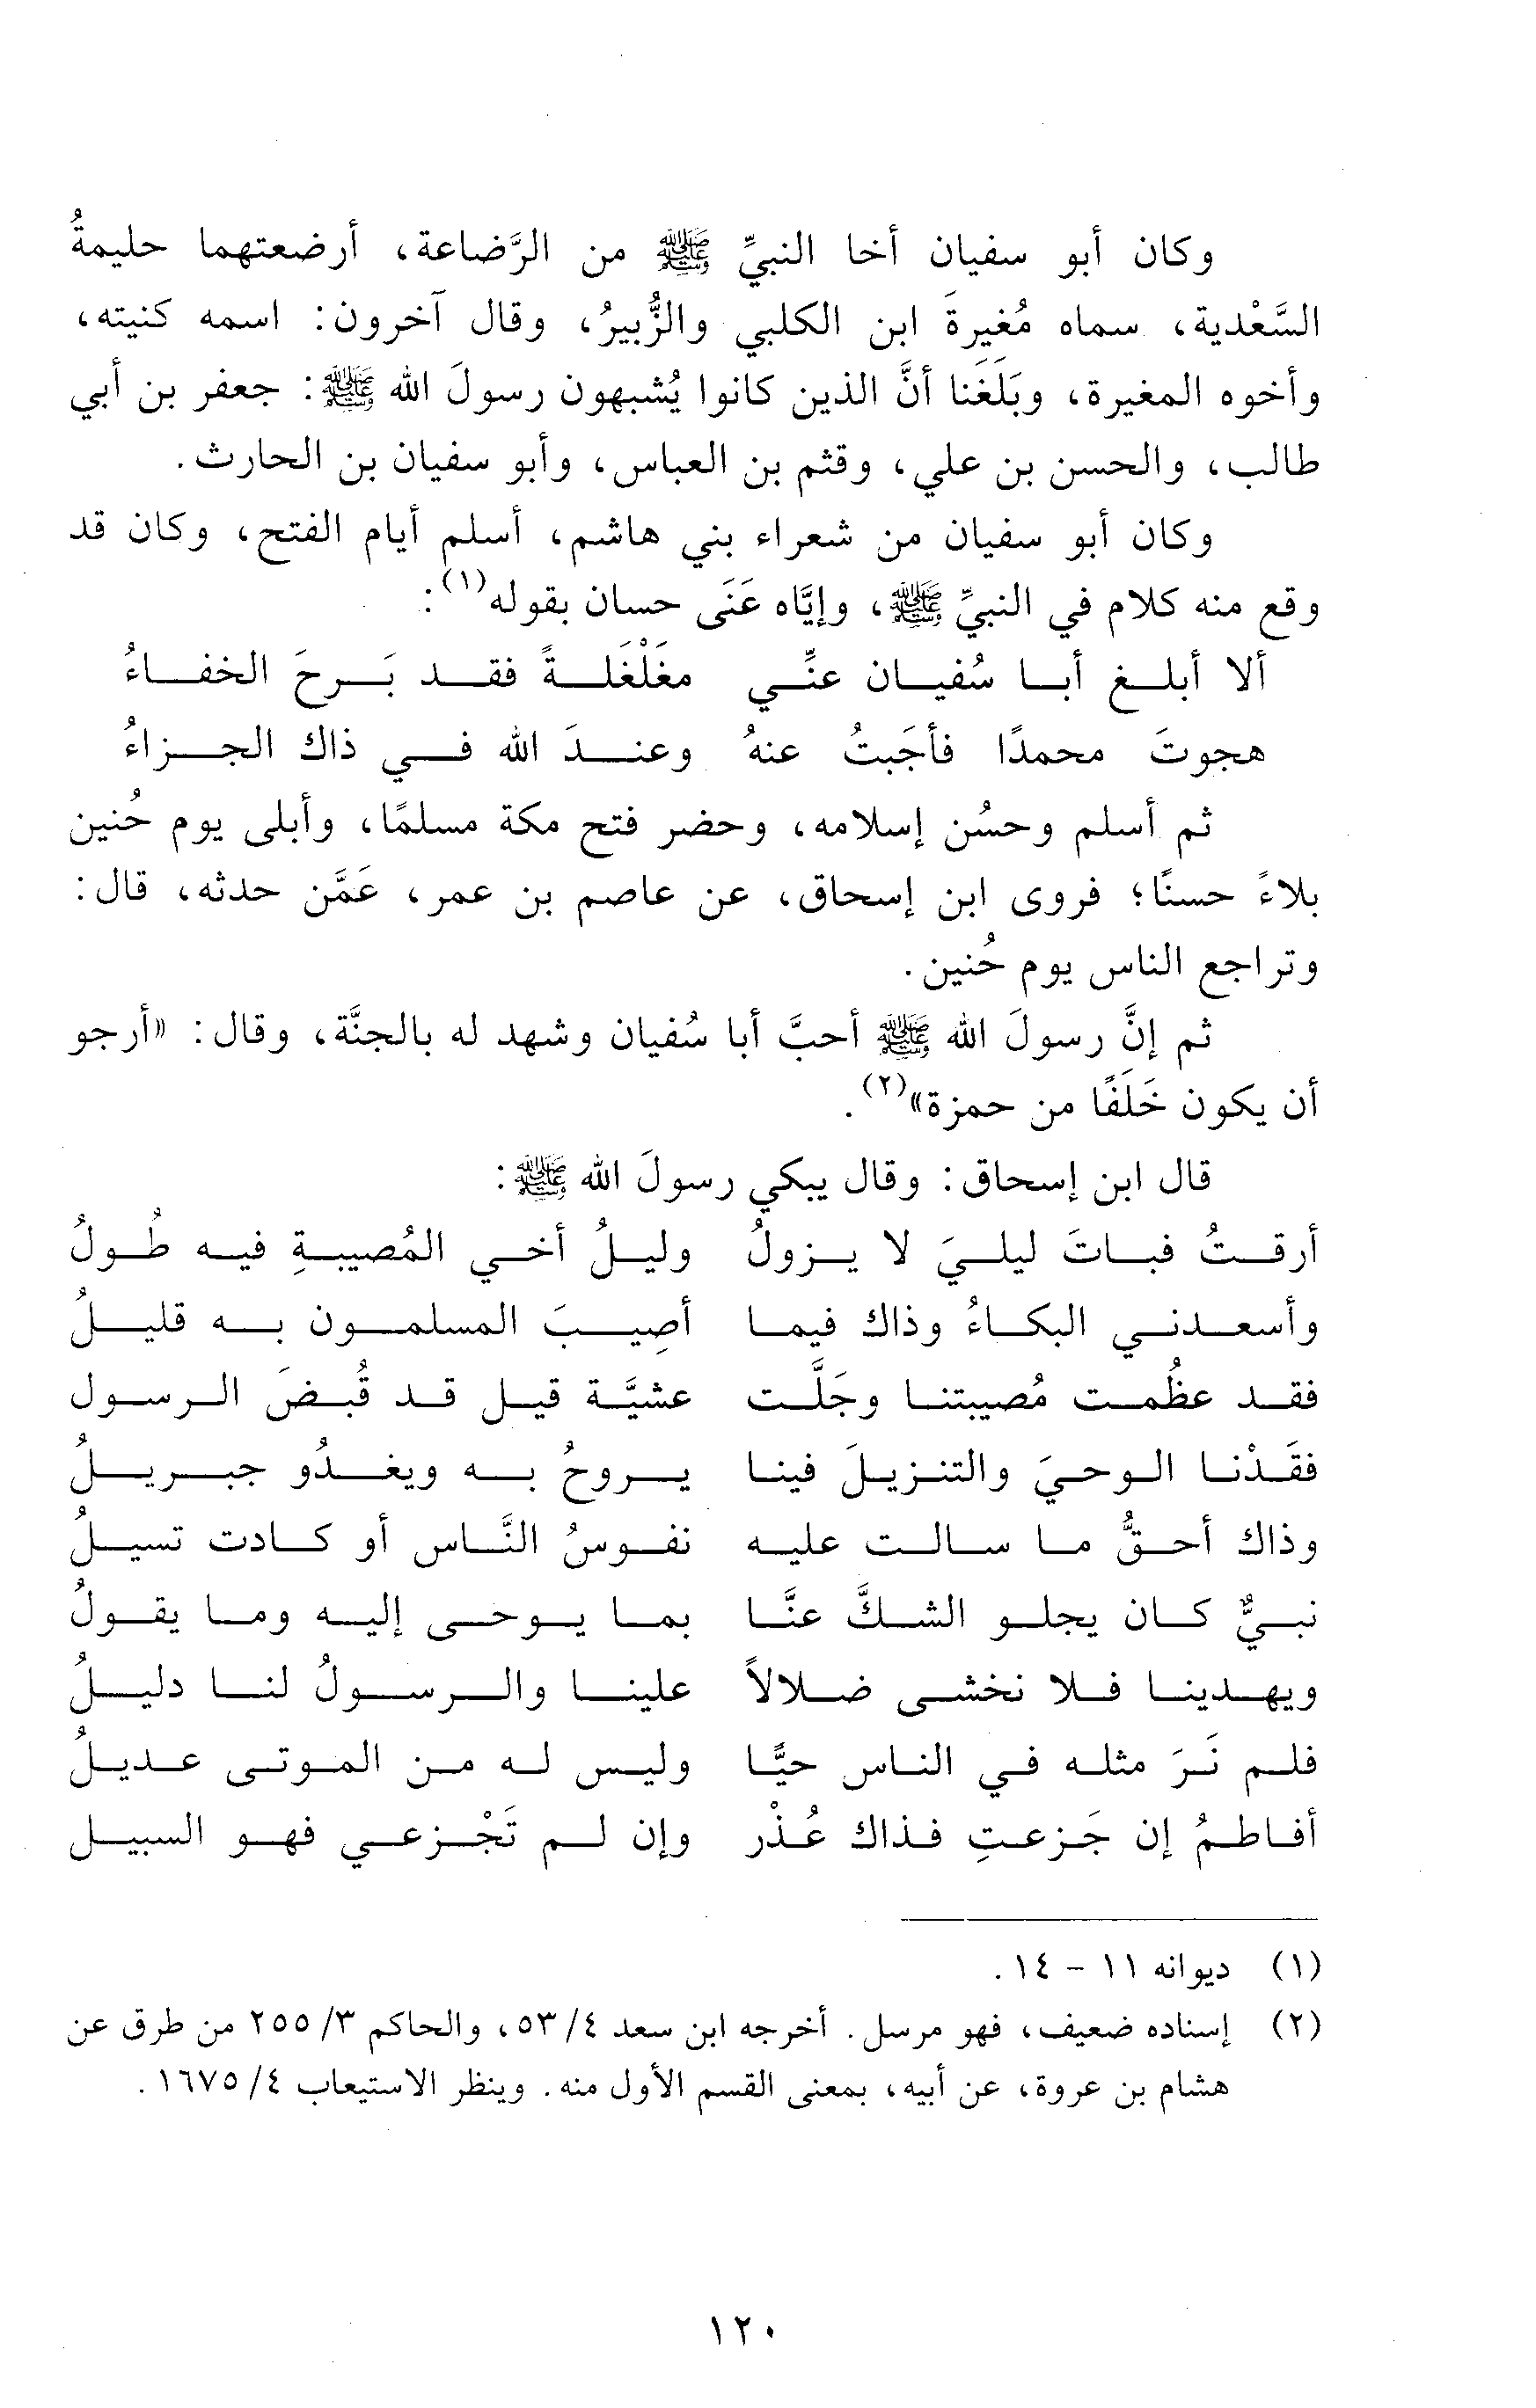 وكان أبو سفيان أخا النبيِّ ﷺ من الرَّضاعة، أرضعتهما حليمةُ
السَّعْدية، سماه مُغيرةَ ابن الكلبي والزُّبيرُ، وقال آخرون: اسمه كنيته،
وأخوه المغيرة، وبَلَغَنا أنَّ الذين كانوا يُشبهون رسولَ الله ﷺ: جعفر بن أبي
طالب، والحسن بن علي، وقثم بن العباس، وأبو سفيان بن الحارث.
وكان أبو سفيان من شعراء بني هاشم، أسلم أيام الفتح، وكان قد
وقع منه كلام في النبيِّ ﷺ، وإيَّاه عَنَى حسان بقوله(١):
ألا أبلغ أبا سُفيان عنِّي مغَلْغَلةً فقد بَرحَ الخفاءُ
هجوتَ محمدًا فأجَبتُ عنهُ وعندَ الله في ذاك الجزاءُ
ثم أسلم وحسُن إسلامه، وحضر فتح مكة مسلمًا، وأبلى يوم حُنين
بلاءً حسنًا؛ فروى ابن إسحاق، عن عاصم بن عمر، عَمَّن حدثه، قال:
وتراجع الناس يوم حُنين.
ثم إنَّ رسولَ الله ﷺ أحبَّ أبا سُفيان وشهد له بالجنَّة، وقال: «أرجو
أن يكون خَلَفًا من حمزة»(٢).
قال ابن إسحاق: وقال يبكي رسولَ الله ﷺ:
أرقتُ فباتَ ليليَ لا يزولُ وليلُ أخي المُصيبةِ فيه طُولُ
وأسعدني البكاءُ وذاك فيما أصِيبَ المسلمون به قليلُ
فقد عظُمت مُصيبتنا وجَلَّت عشيَّة قيل قد قُبضَ الرسول
فقَدْنا الوحيَ والتنزيلَ فينا يروحُ به ويغدُو جبريلُ
وذاك أحقُّ ما سالت عليه نفوسُ النَّاس أو كادت تسيلُ
نبيٌّ كان يجلو الشكَّ عنَّا بما يوحى إليه وما يقولُ
ويهدينا فلا نخشى ضلالاً علينا والرسولُ لنا دليلُ
فلم نَرَ مثله في الناس حيًّا وليس له من الموتى عديلُ
أفاطمُ إن جَزعتِ فذاك عُذْر وإن لم تَجْزعي فهو السبيل
(١) ديوانه ١١ - ١٤.
(٢) إسناده ضعيف، فهو مرسل. أخرجه ابن سعد ٤/ ٥٣، والحاكم ٣/ ٢٥٥ من طرق عن
هشام بن عروة، عن أبيه، بمعنى القسم الأول منه. وينظر الاستيعاب ٤/ ١٦٧٥.
١٢٠